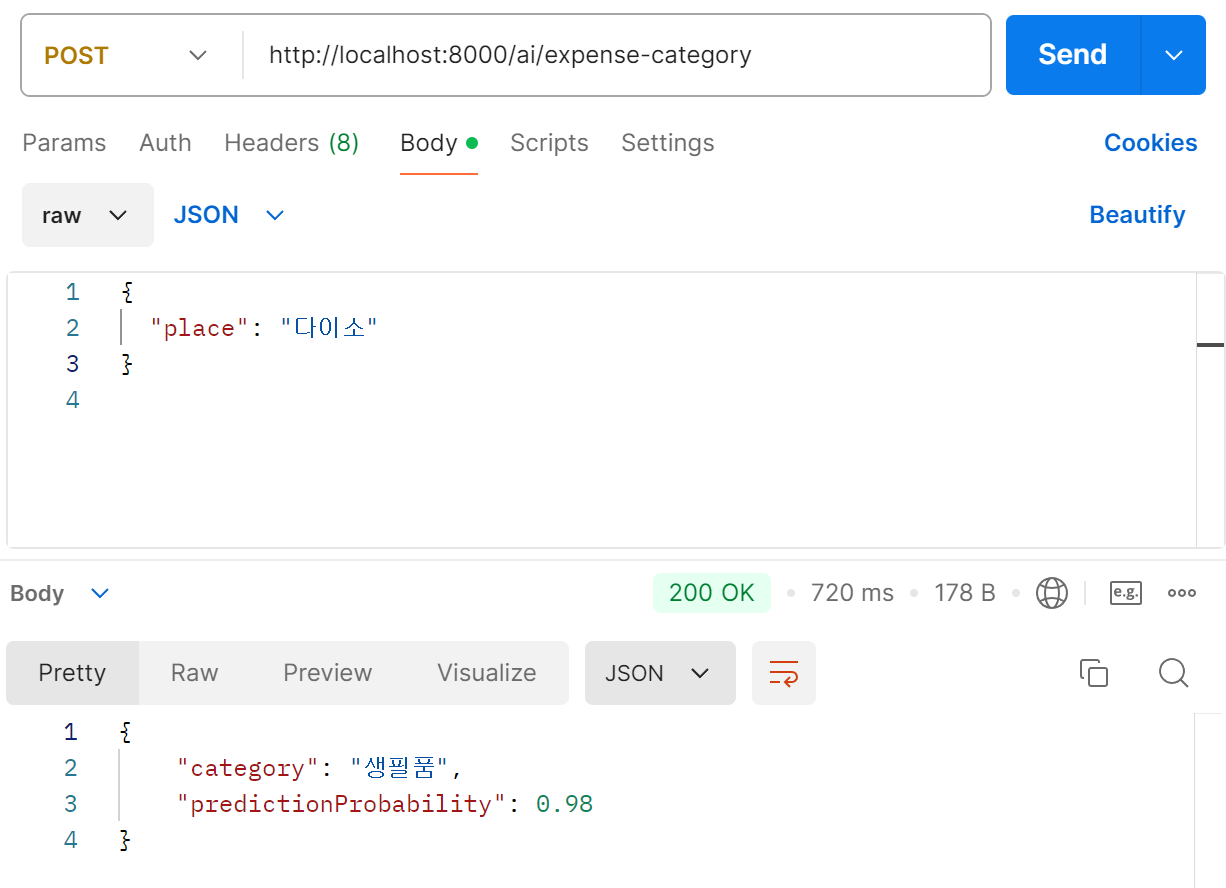 POST http://localhost:8000/ai/expense-category Send
Params Auth Headers (8) Body Scripts Settings Cookies
raw JSON Beautify
1 {
2 "place": "다이소"
3 }
4
Body 200 OK 720 ms 178 B e.g.
Pretty Raw Preview Visualize JSON
1 {
2 "category": "생필품",
3 "predictionProbability": 0.98
4 }